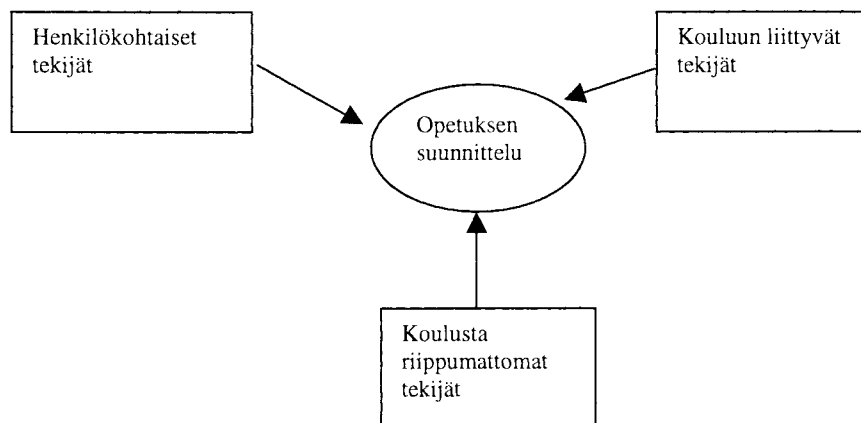 Henkilökohtaiset
tekijät
Kouluun liittyvät
tekijät
Opetuksen
suunnittelu
Koulusta
riippumattomat
tekijät